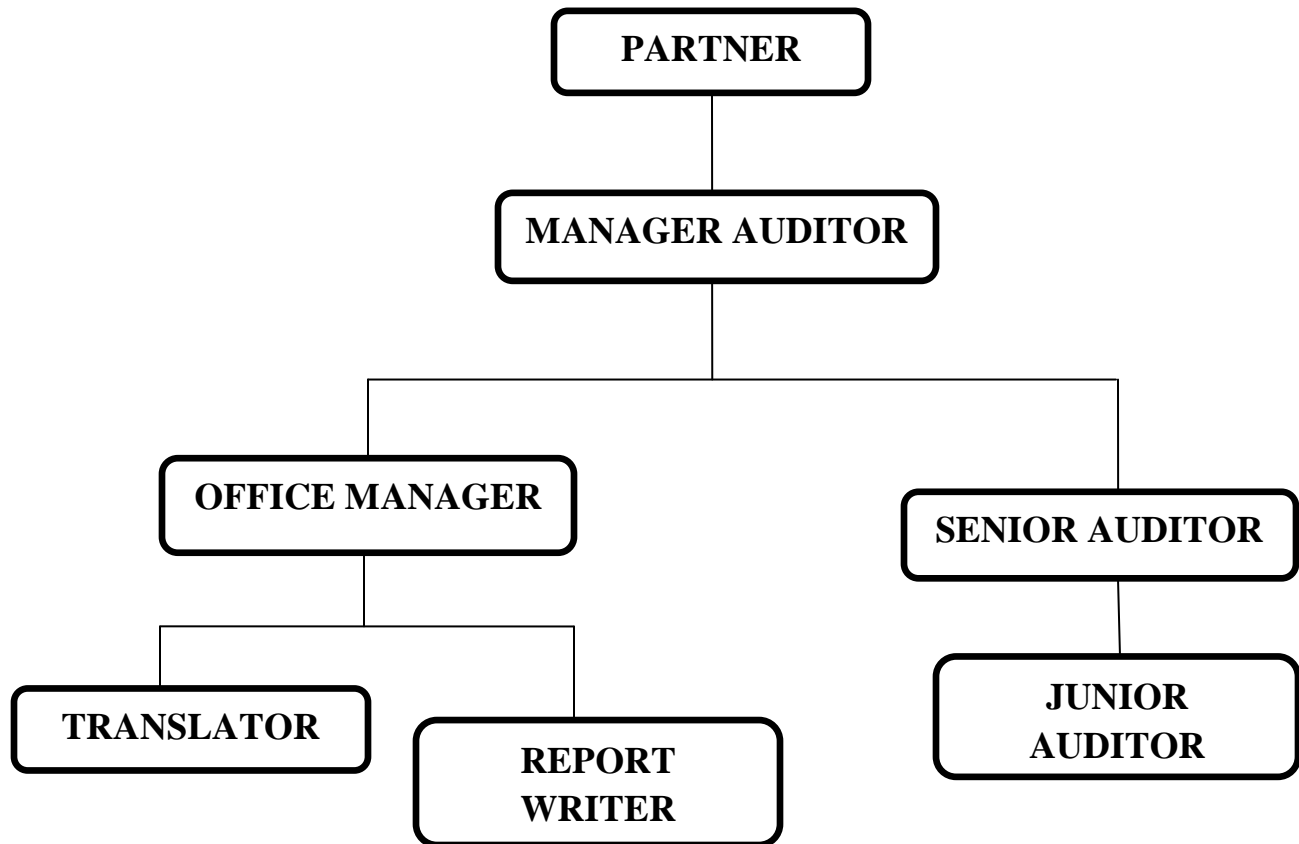 PARTNER
MANAGER AUDITOR
OFFICE MANAGER
SENIOR AUDITOR
TRANSLATOR
REPORT
WRITER
JUNIOR
AUDITOR